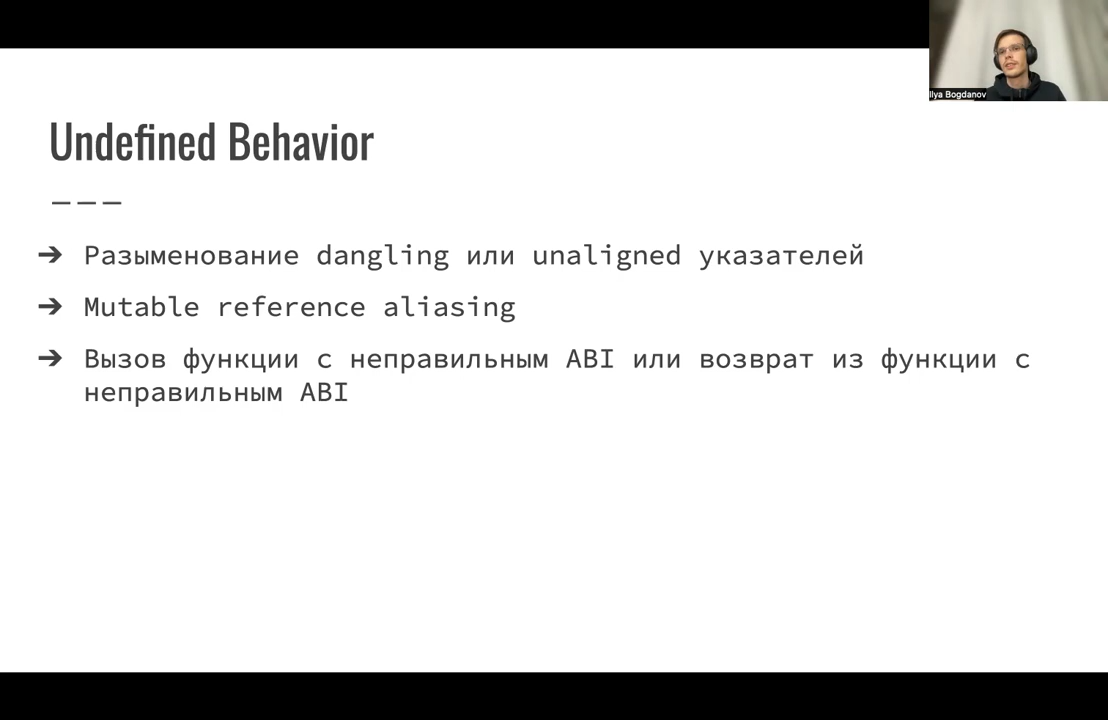 Ilya Bogdanov
Undefined Behavior
———
➔ Разыменование dangling или unaligned указателей
➔ Mutable reference aliasing
➔ Вызов функции с неправильным ABI или возврат из функции с
неправильным ABI